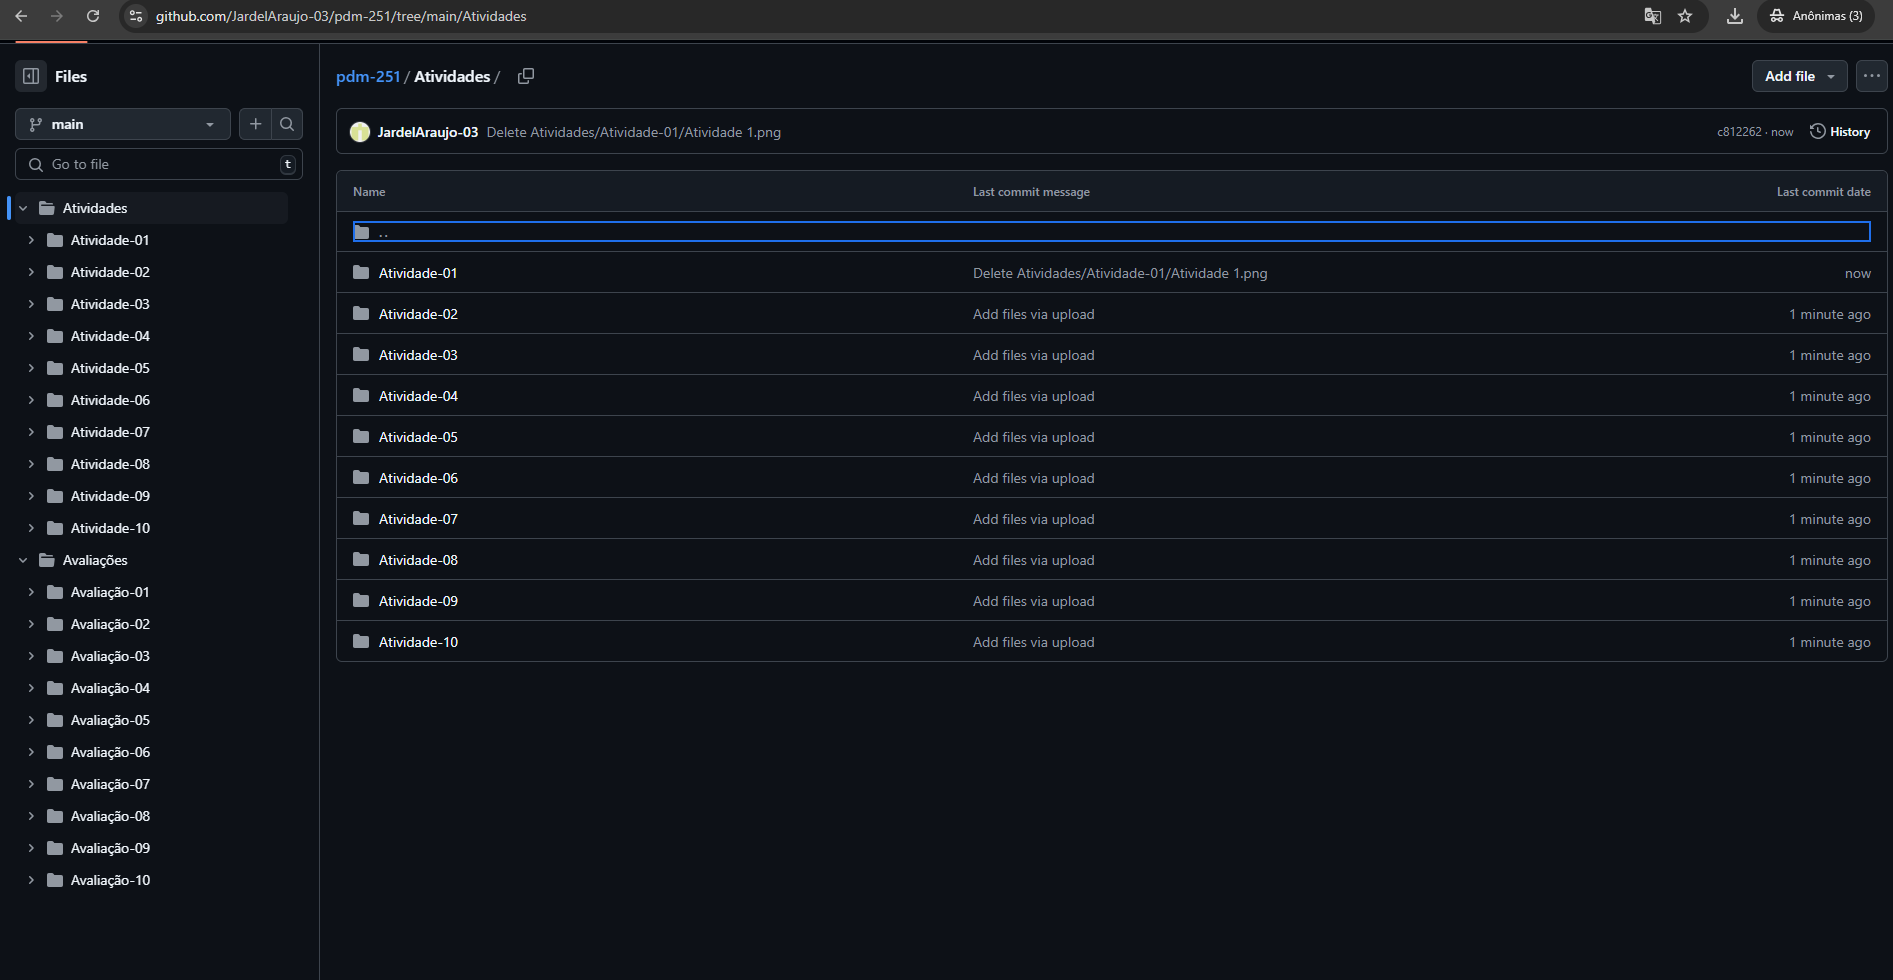 github.com/JardelAraujo-03/pdm-251/tree/main/Atividades
Anônimas (3)
Files
main
Go to file
t
Atividades
Atividade-01
Atividade-02
Atividade-03
Atividade-04
Atividade-05
Atividade-06
Atividade-07
Atividade-08
Atividade-09
Atividade-10
Avaliações
Avaliação-01
Avaliação-02
Avaliação-03
Avaliação-04
Avaliação-05
Avaliação-06
Avaliação-07
Avaliação-08
Avaliação-09
Avaliação-10
pdm-251 / Atividades /
Add file
JardelAraujo-03 Delete Atividades/Atividade-01/Atividade 1.png c812262 · now History
Name Last commit message Last commit date
..
Atividade-01 Delete Atividades/Atividade-01/Atividade 1.png now
Atividade-02 Add files via upload 1 minute ago
Atividade-03 Add files via upload 1 minute ago
Atividade-04 Add files via upload 1 minute ago
Atividade-05 Add files via upload 1 minute ago
Atividade-06 Add files via upload 1 minute ago
Atividade-07 Add files via upload 1 minute ago
Atividade-08 Add files via upload 1 minute ago
Atividade-09 Add files via upload 1 minute ago
Atividade-10 Add files via upload 1 minute ago